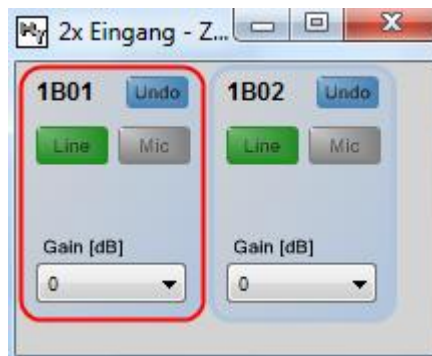 2x Eingang - Z...
1B01 Undo 1B02 Undo
Line Mic Line Mic
Gain [dB] Gain [dB]
0 0